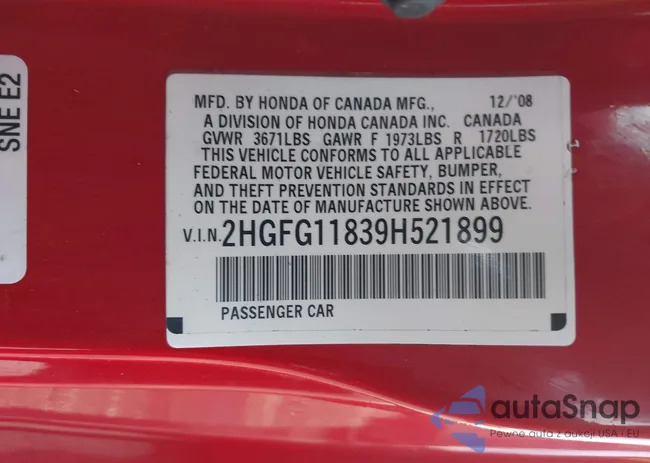 SNE E2
MFD. BY HONDA OF CANADA MFG., 12/'08
A DIVISION OF HONDA CANADA INC. CANADA
GVWR 3671LBS GAWR F 1973LBS R 1720LBS
THIS VEHICLE CONFORMS TO ALL APPLICABLE
FEDERAL MOTOR VEHICLE SAFETY, BUMPER,
AND THEFT PREVENTION STANDARDS IN EFFECT
ON THE DATE OF MANUFACTURE SHOWN ABOVE.
V.I.N. 2HGFG11839H521899
PASSENGER CAR
autaSnap
Pewne auta z aukcji USA i EU